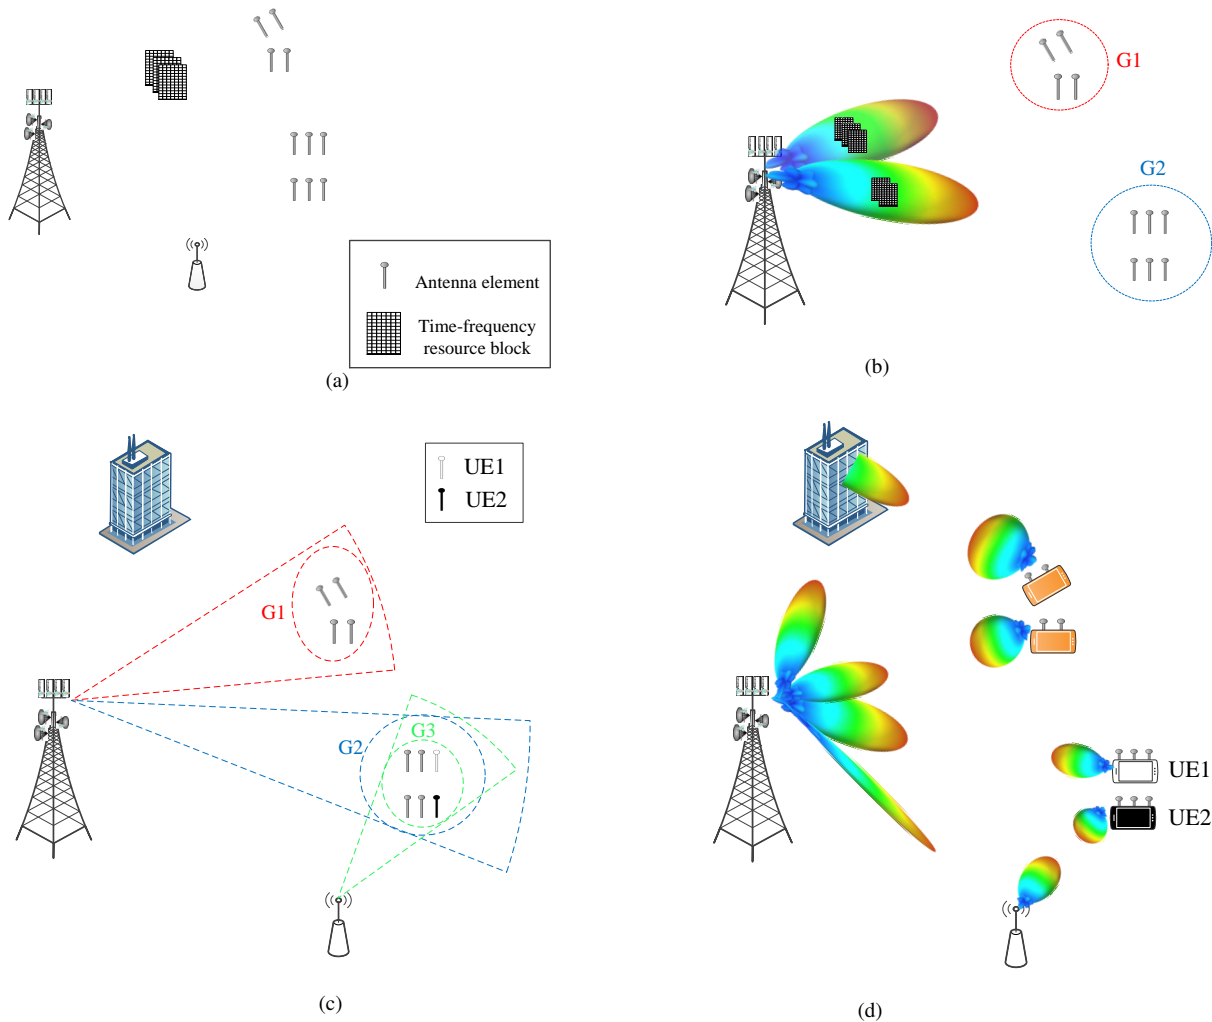 Antenna element
Time-frequency
resource block
(a)
G1
G2
(b)
UE1
UE2
G1
G3
G2
(c)
UE1
UE2
(d)